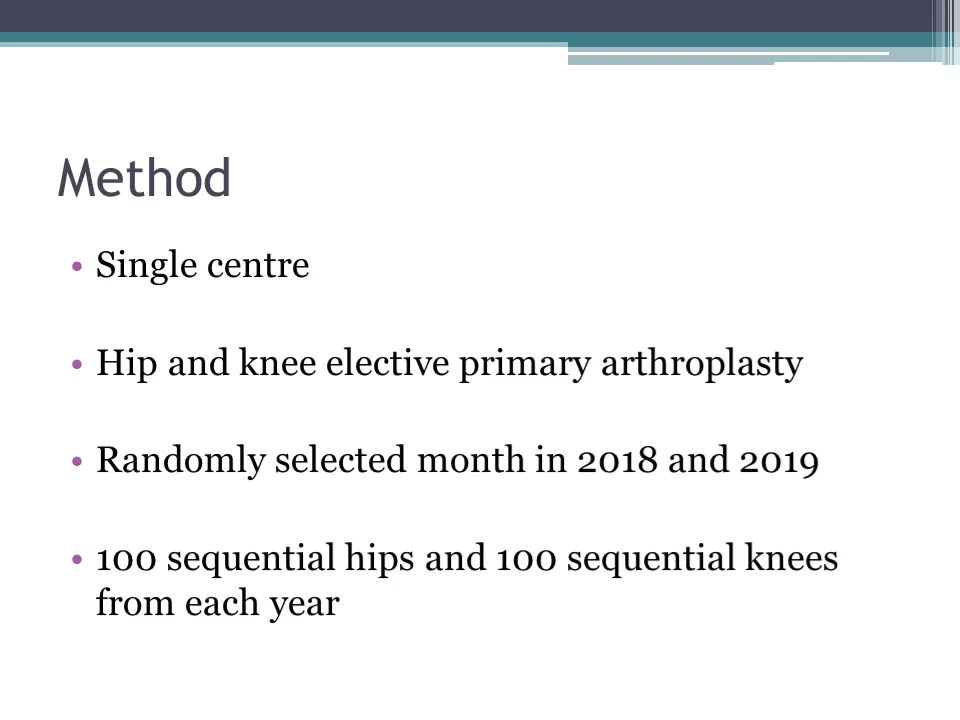 Method
• Single centre
• Hip and knee elective primary arthroplasty
• Randomly selected month in 2018 and 2019
• 100 sequential hips and 100 sequential knees
from each year